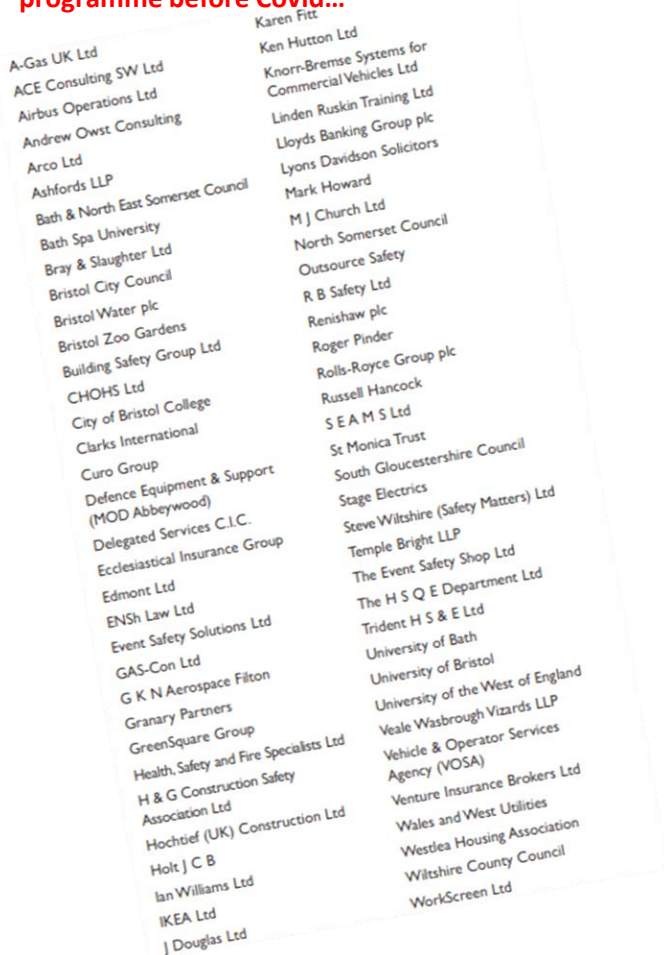 programme before Covid...
A-Gas UK Ltd
ACE Consulting SW Ltd
Airbus Operations Ltd
Andrew Owst Consulting
Arco Ltd
Ashfords LLP
Bath & North East Somerset Council
Bath Spa University
Bray & Slaughter Ltd
Bristol City Council
Bristol Water plc
Bristol Zoo Gardens
Building Safety Group Ltd
CHOHS Ltd
City of Bristol College
Clarks International
Curo Group
Defence Equipment & Support
(MOD Abbeywood)
Delegated Services C.I.C.
Ecclesiastical Insurance Group
Edmont Ltd
ENSh Law Ltd
Event Safety Solutions Ltd
GAS-Con Ltd
G K N Aerospace Filton
Granary Partners
GreenSquare Group
Health, Safety and Fire Specialists Ltd
H & G Construction Safety
Association Ltd
Hochtief (UK) Construction Ltd
Holt J C B
Ian Williams Ltd
IKEA Ltd
J Douglas Ltd
Karen Fitt
Ken Hutton Ltd
Knorr-Bremse Systems for
Commercial Vehicles Ltd
Linden Ruskin Training Ltd
Lloyds Banking Group plc
Lyons Davidson Solicitors
Mark Howard
M J Church Ltd
North Somerset Council
Outsource Safety
R B Safety Ltd
Renishaw plc
Roger Pinder
Rolls-Royce Group plc
Russell Hancock
S E A M S Ltd
St Monica Trust
South Gloucestershire Council
Stage Electrics
Steve Wiltshire (Safety Matters) Ltd
Temple Bright LLP
The Event Safety Shop Ltd
The H S Q E Department Ltd
Trident H S & E Ltd
University of Bath
University of Bristol
University of the West of England
Veale Wasbrough Vizards LLP
Vehicle & Operator Services
Agency (VOSA)
Venture Insurance Brokers Ltd
Wales and West Utilities
Westlea Housing Association
Wiltshire County Council
WorkScreen Ltd